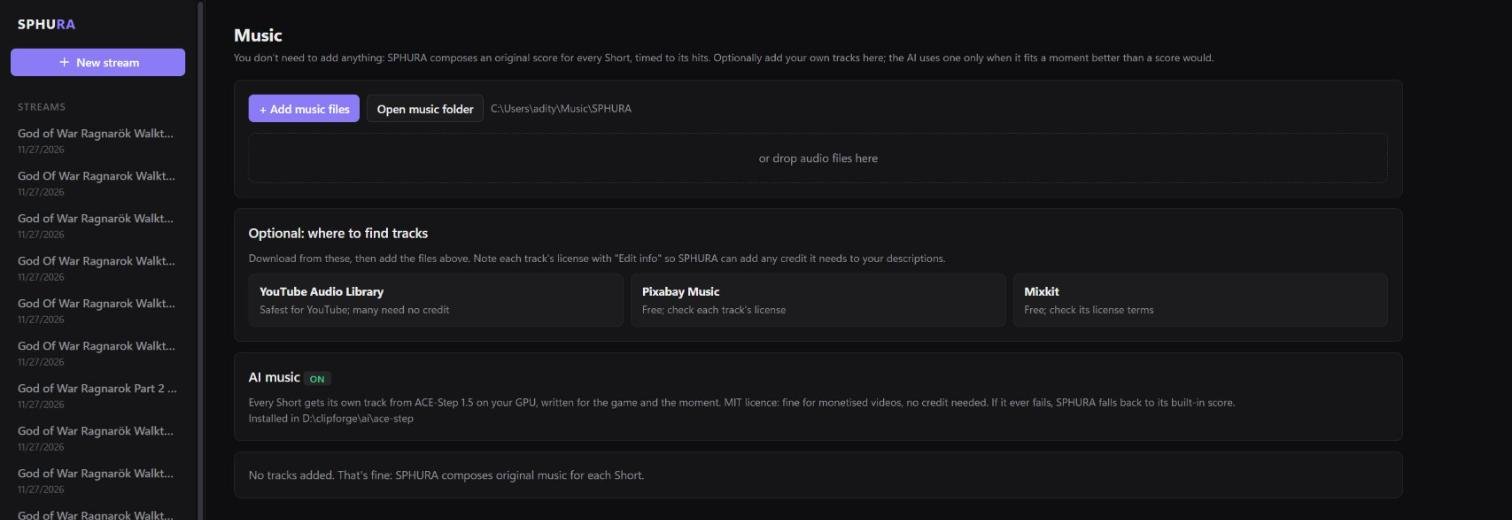 SPHURA
+ New stream
STREAMS
God of War Ragnarök Walkt...
11/27/2026
God Of War Ragnarok Walkt...
11/27/2026
God of War Ragnarök Walkt...
11/27/2026
God of War Ragnarök Walkt...
11/27/2026
God Of War Ragnarok Walkt...
11/27/2026
God Of War Ragnarok Walkt...
11/27/2026
God of War Ragnarok Part 2 ...
11/27/2026
God of War Ragnarök Walkt...
11/27/2026
God of War Ragnarök Walkt...
11/27/2026
God of War Ragnarök Walkt...
Music
You don't need to add anything: SPHURA composes an original score for every Short, timed to its hits. Optionally add your own tracks here; the AI uses one only when it fits a moment better than a score would.
+ Add music files
Open music folder
C:\Users\adity\Music\SPHURA
or drop audio files here
Optional: where to find tracks
Download from these, then add the files above. Note each track's license with "Edit info" so SPHURA can add any credit it needs to your descriptions.
YouTube Audio Library
Safest for YouTube; many need no credit
Pixabay Music
Free; check each track's license
Mixkit
Free; check its license terms
AI music ON
Every Short gets its own track from ACE-Step 1.5 on your GPU, written for the game and the moment. MIT licence: fine for monetised videos, no credit needed. If it ever fails, SPHURA falls back to its built-in score.
Installed in D:\clipforge\ai\ace-step
No tracks added. That's fine: SPHURA composes original music for each Short.